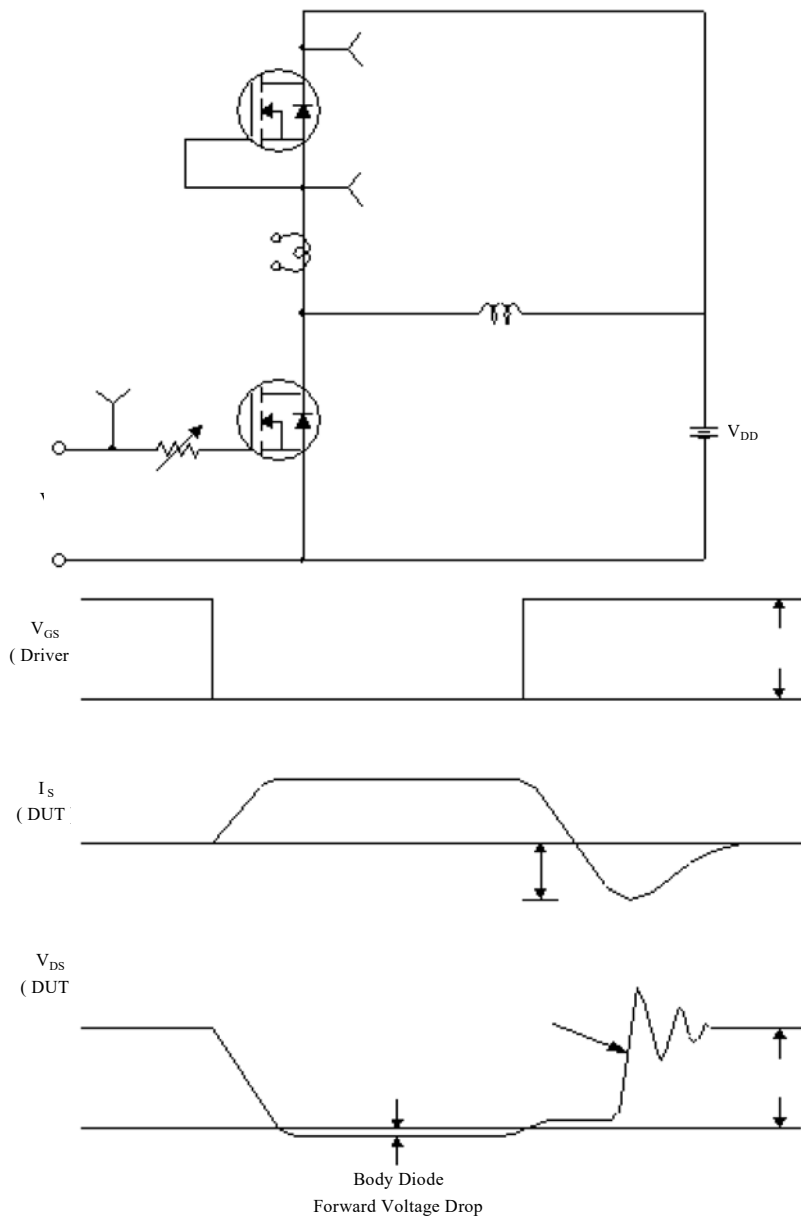 V_DD
V_GS
( Driver
I_S
( DUT
V_DS
( DUT
Body Diode
Forward Voltage Drop